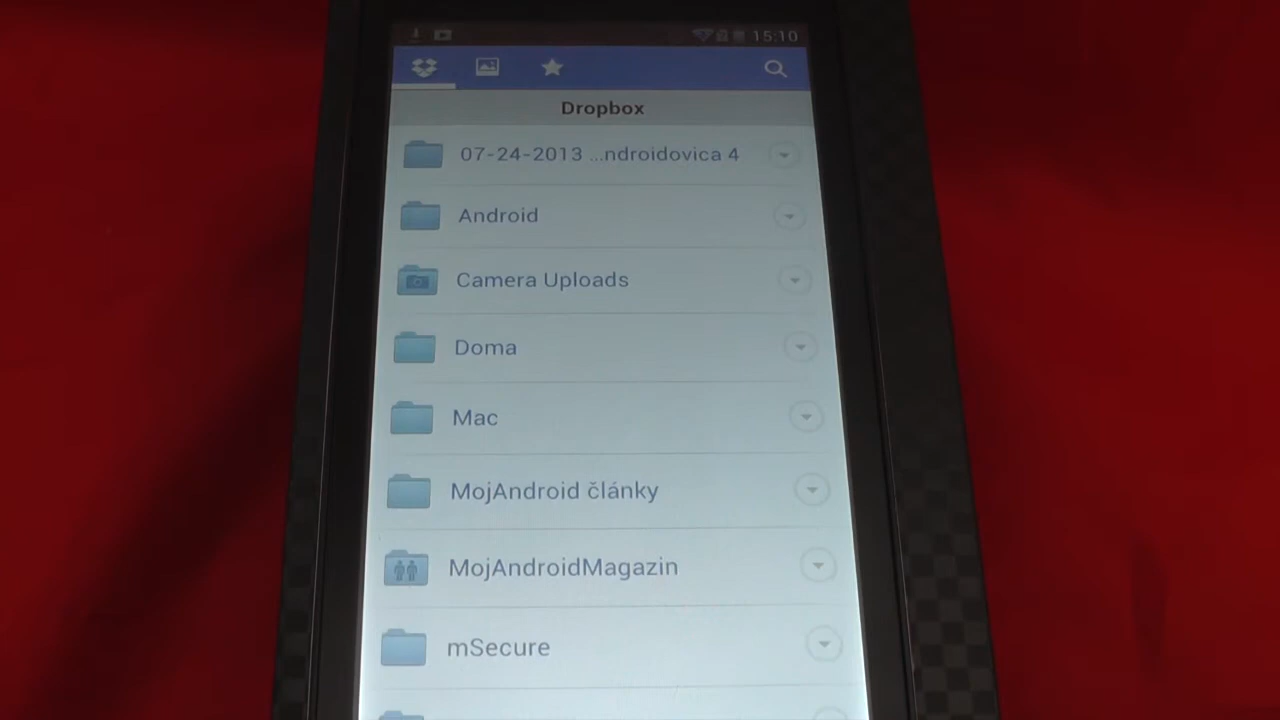 15:10
Dropbox
07-24-2013 ...ndroidovica 4
Android
Camera Uploads
Doma
Mac
MojAndroid články
MojAndroidMagazin
mSecure